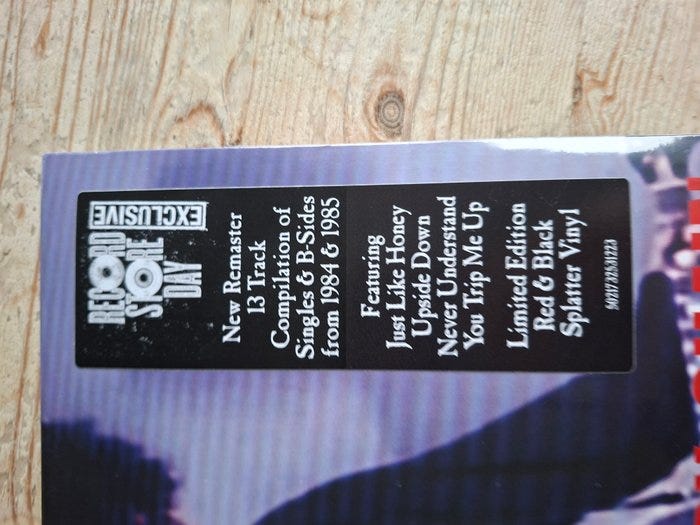 RECORD
STORE
DAY
EXCLUSIVE
New Remaster
13 Track
Compilation of
Singles & B-Sides
from 1984 & 1985
Featuring
Just Like Honey
Upside Down
Never Understand
You Trip Me Up
Limited Edition
Red & Black
Splatter Vinyl